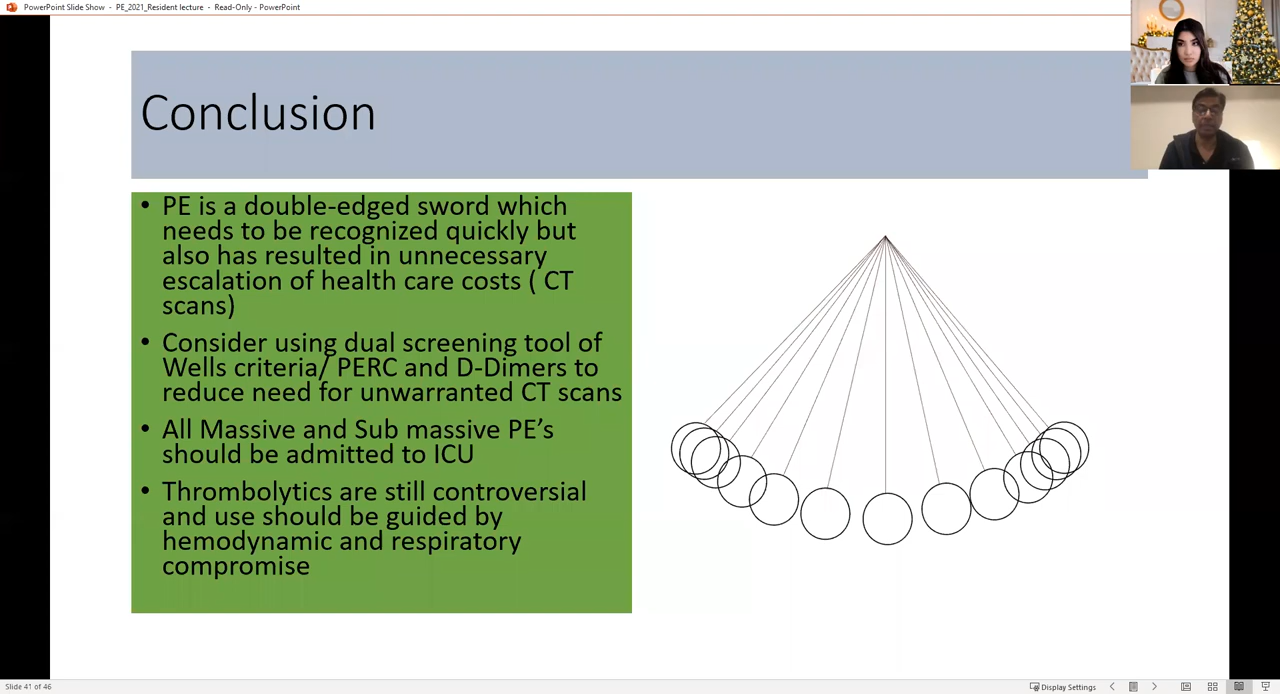 PowerPoint Slide Show - PE_2021_Resident lecture - Read-Only - PowerPoint
Conclusion
• PE is a double-edged sword which
needs to be recognized quickly but
also has resulted in unnecessary
escalation of health care costs ( CT
scans)
• Consider using dual screening tool of
Wells criteria/ PERC and D-Dimers to
reduce need for unwarranted CT scans
• All Massive and Sub massive PE’s
should be admitted to ICU
• Thrombolytics are still controversial
and use should be guided by
hemodynamic and respiratory
compromise
Slide 41 of 46
Display Settings